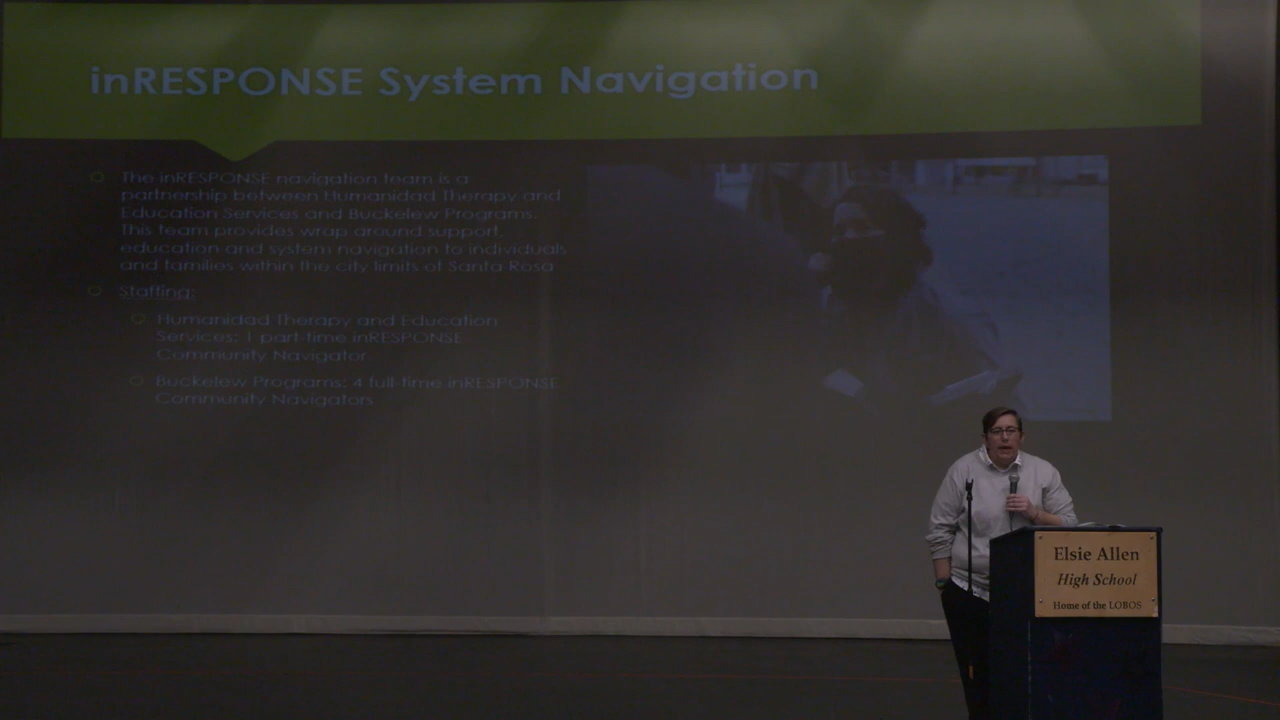 inRESPONSE System Navigation
The inRESPONSE navigation team is a
partnership between Humanidad Therapy and
Education Services and Buckelew Programs.
This team provides wrap around support,
education and system navigation to individuals
and families within the city limits of Santa Rosa
Staffing:
Humanidad Therapy and Education
Services: 1 part-time inRESPONSE
Community Navigator
Buckelew Programs: 4 full-time inRESPONSE
Community Navigators
Elsie Allen
High School
Home of the LOBOS